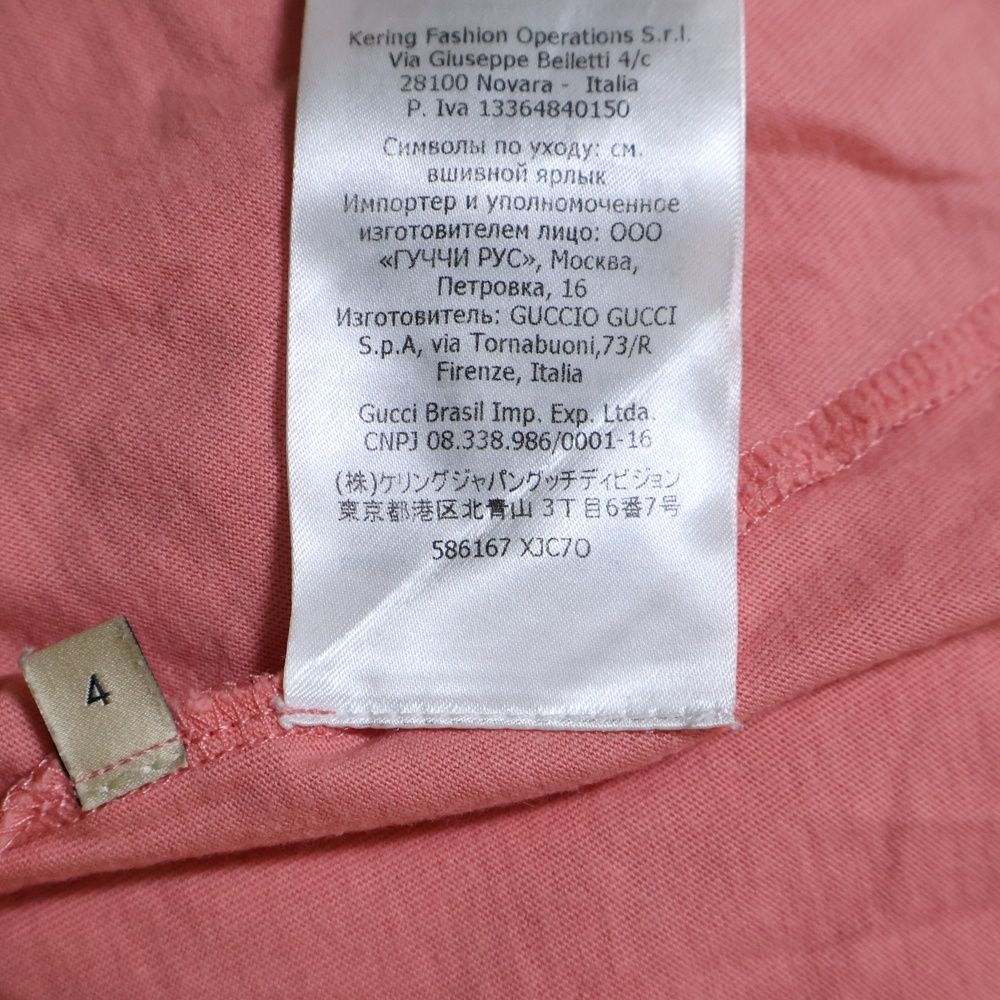 Kering Fashion Operations S.r.l.
Via Giuseppe Belletti 4/c
28100 Novara - Italia
P. Iva 13364840150
Символы по уходу: см.
вшивной ярлык
Импортер и уполномоченное
изготовителем лицо: ООО
«ГУЧЧИ РУС», Москва,
Петровка, 16
Изготовитель: GUCCIO GUCCI
S.p.A, via Tornabuoni,73/R
Firenze, Italia
Gucci Brasil Imp. Exp. Ltda.
CNPJ 08.338.986/0001-16
(株)ケリングジャパングッチディビジョン
東京都港区北青山 3丁目6番7号
586167 XJC7O
4